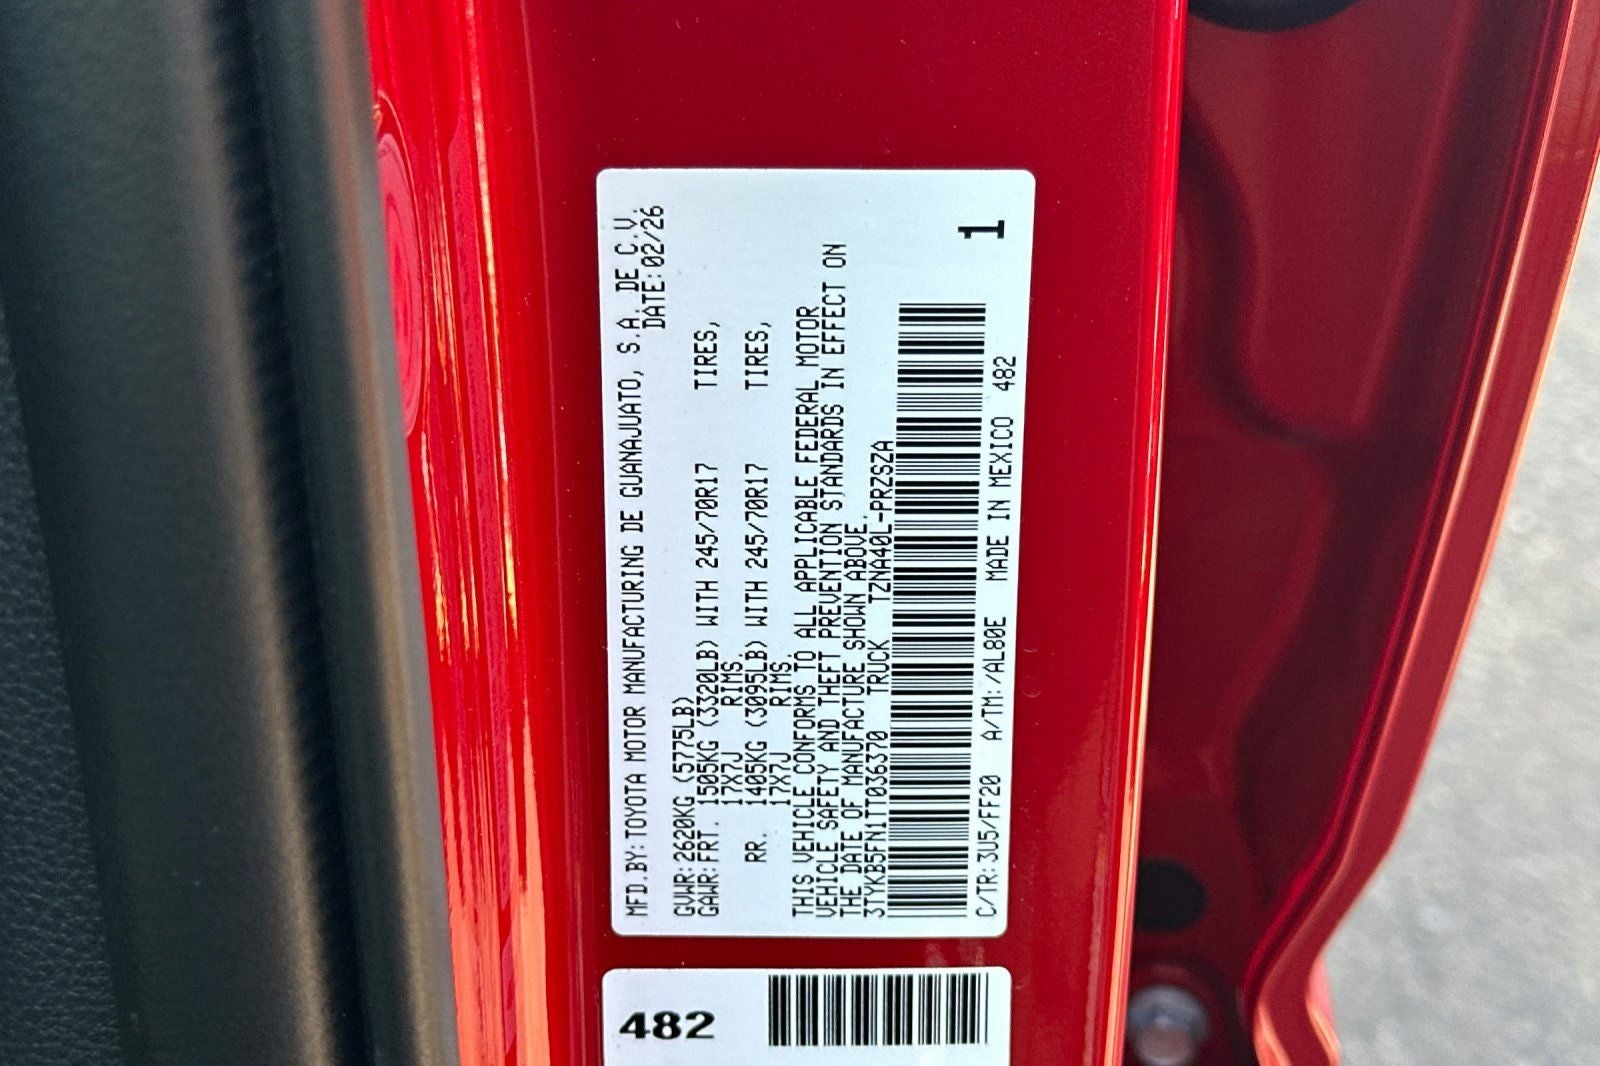 MFD.BY:TOYOTA MOTOR MANUFACTURING DE GUANAJUATO, S.A. DE C.V.
DATE:02/26
GVWR:2620KG (5775LB)
GAWR:FRT. 1505KG (3320LB) WITH 245/70R17 TIRES,
17X7J RIMS,
RR. 1405KG (3095LB) WITH 245/70R17 TIRES,
17X7J RIMS,
THIS VEHICLE CONFORMS TO ALL APPLICABLE FEDERAL MOTOR
VEHICLE SAFETY AND THEFT PREVENTION STANDARDS IN EFFECT ON
THE DATE OF MANUFACTURE SHOWN ABOVE.
3TYKB5FN1TT036370 TRUCK TZNA40L-PRZSZA
1
C/TR:3U5/FF20 A/TM:/AL80E MADE IN MEXICO 482
482